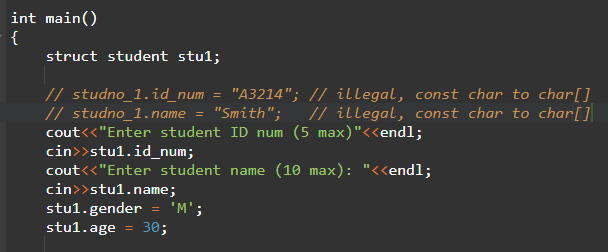 int main()
{
struct student stu1;
// studno_1.id_num = "A3214"; // illegal, const char to char[]
// studno_1.name = "Smith"; // illegal, const char to char[]
cout<<"Enter student ID num (5 max)"<<endl;
cin>>stu1.id_num;
cout<<"Enter student name (10 max): "<<endl;
cin>>stu1.name;
stu1.gender = 'M';
stu1.age = 30;